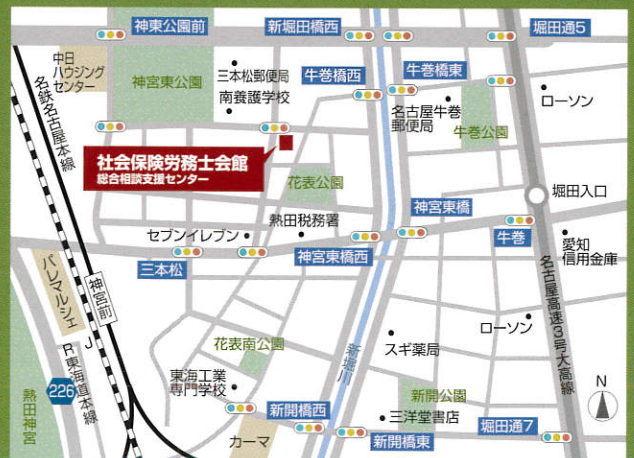 神東公園前
新堀田橋西
堀田通5
中日
ハウジング
センター
神宮東公園
三本松郵便局
南養護学校
牛巻橋西
牛巻橋東
名古屋牛巻
郵便局
牛巻公園
ローソン
名鉄名古屋本線
社会保険労務士会館
総合相談支援センター
花表公園
神宮東橋
堀田入口
セブンイレブン
熱田税務署
神宮東橋西
牛巻
愛知
信用金庫
三本松
パレマルシェ
神宮前
名古屋高速3号大高線
花表南公園
新堀川
スギ薬局
ローソン
JR東海道本線
226
熱田神宮
東海工業
専門学校
新開公園
N
新開橋西
カーマ
三洋堂書店
新開橋東
堀田通7